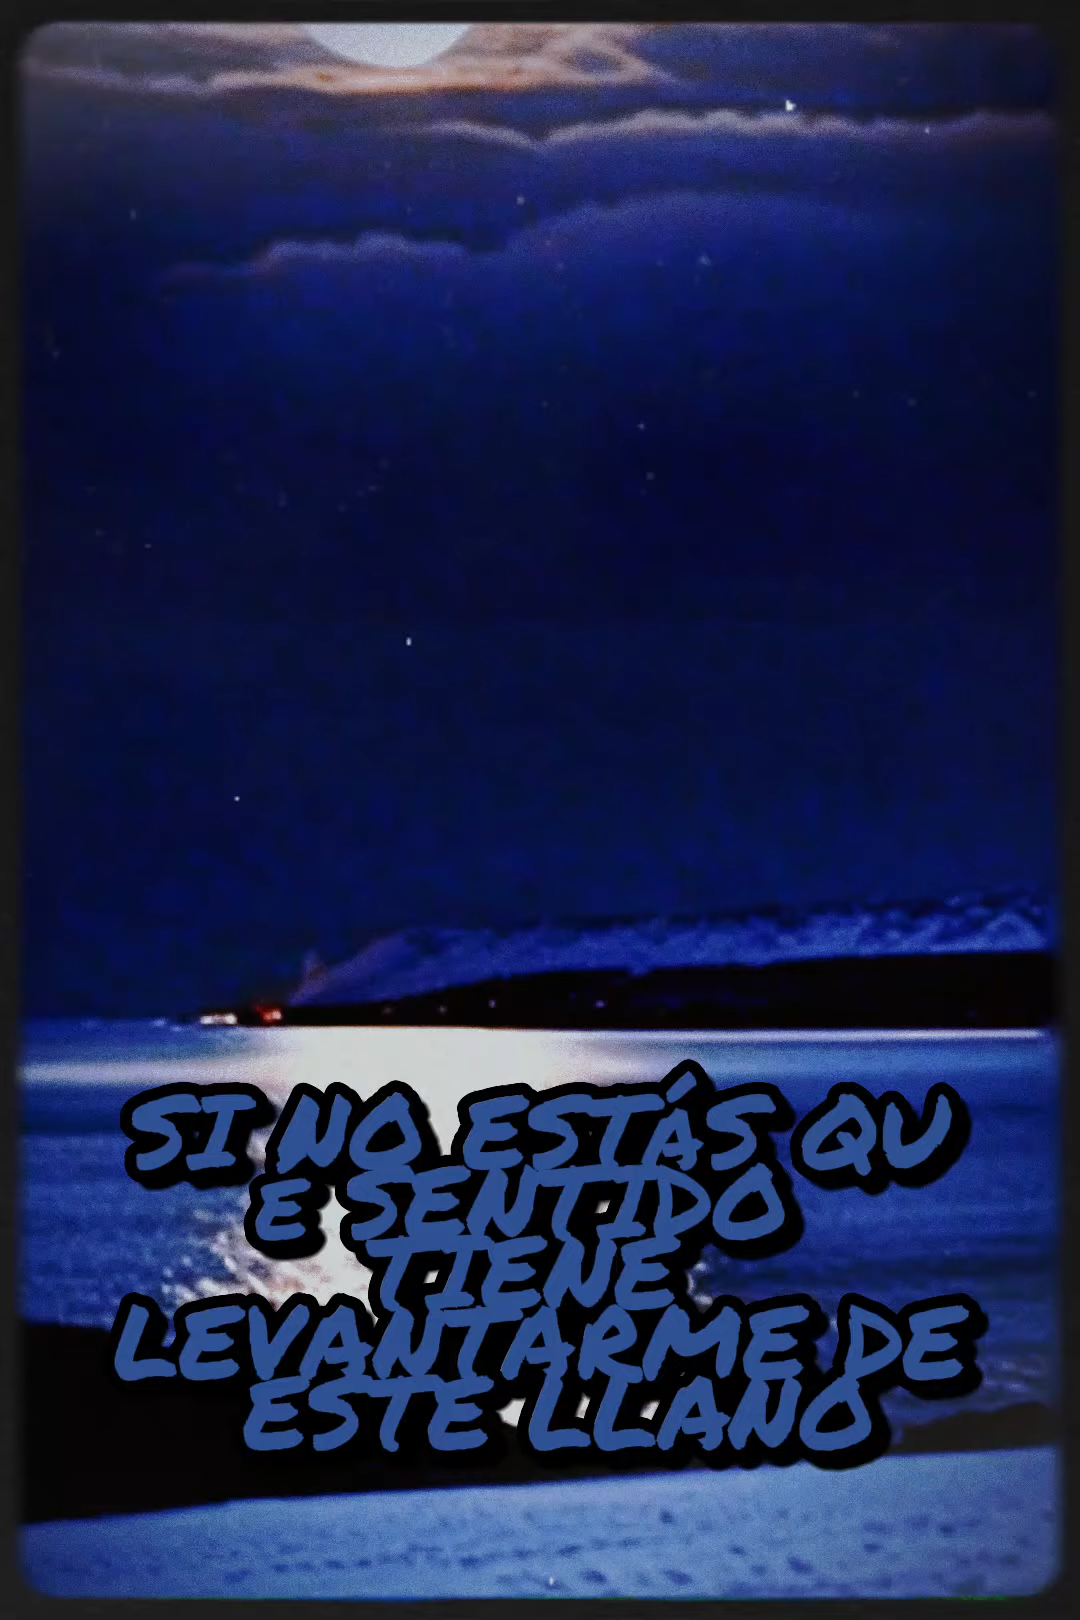 SI NO ESTÁS QU
E SENTIDO
TIENE
LEVANTARME DE
ESTE LLANO